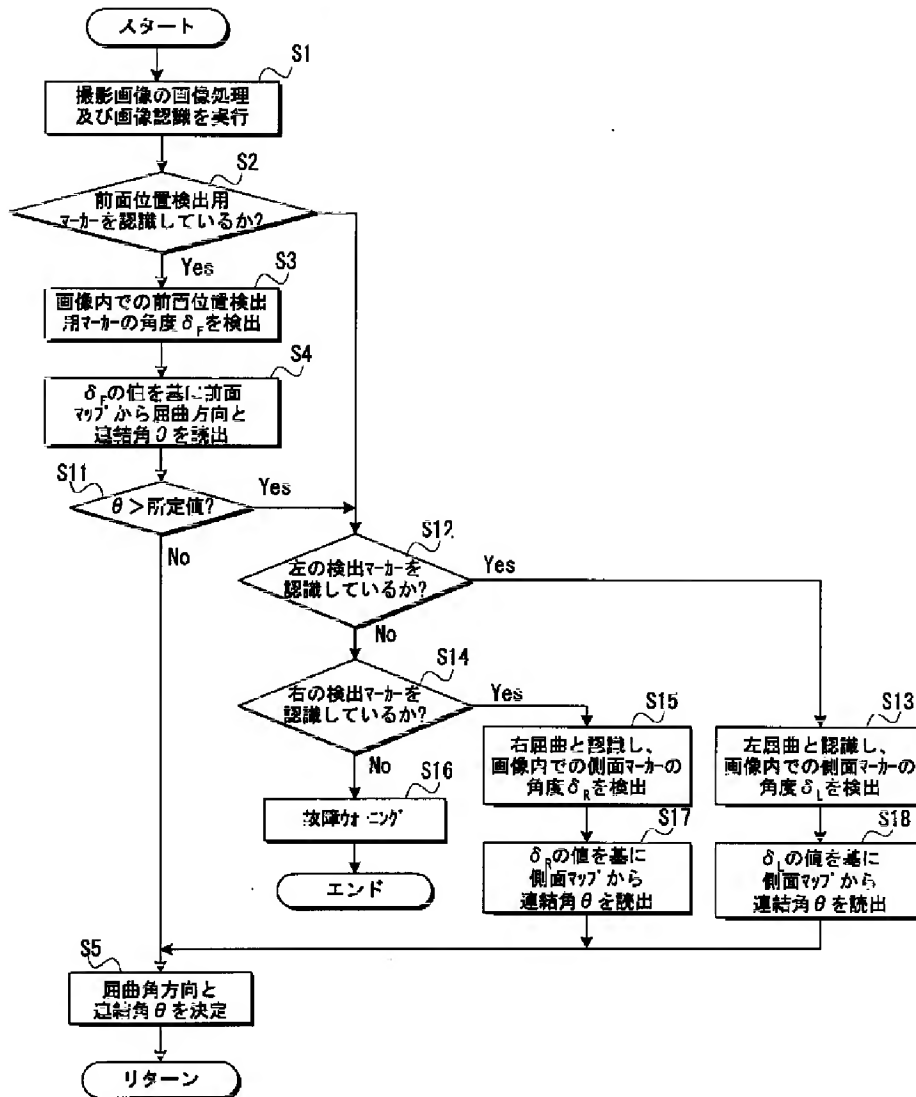 スタート
S1
撮影画像の画像処理
及び画像認識を実行
S2
前面位置検出用
マーカーを認識しているか?
Yes
S3
画像内での前面位置検出
用マーカーの角度δFを検出
S4
δFの値を基に前面
マップから屈曲方向と
連結角θを読出
S11
θ>所定値?
Yes
No
S12
左の検出マーカーを
認識しているか?
Yes
No
S14
右の検出マーカーを
認識しているか?
Yes
No
S15
右屈曲と認識し、
画像内での側面マーカーの
角度δRを検出
S13
左屈曲と認識し、
画像内での側面マーカーの
角度δLを検出
S16
故障ウォーニング
エンド
S17
δRの値を基に
側面マップから
連結角θを読出
S18
δLの値を基に
側面マップから
連結角θを読出
S5
屈曲角方向と
連結角θを決定
リターン